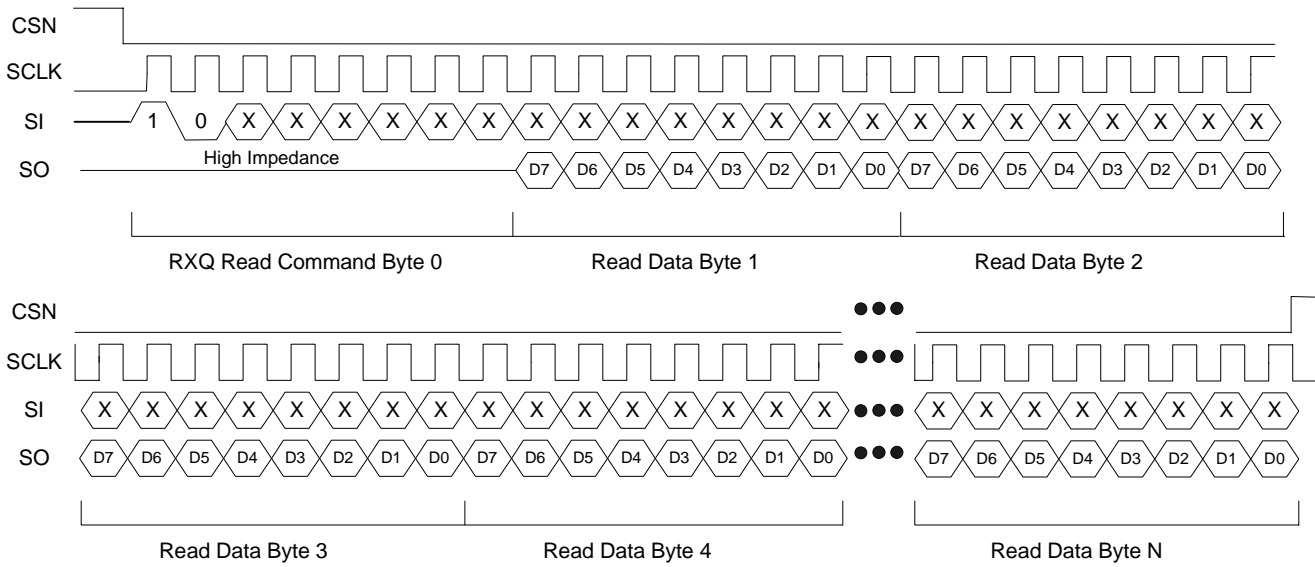 CSN
SCLK
SI 1 0 X X X X X X X X X X X X X X X X X X X X X X
High Impedance
SO D7 D6 D5 D4 D3 D2 D1 D0 D7 D6 D5 D4 D3 D2 D1 D0
RXQ Read Command Byte 0 Read Data Byte 1 Read Data Byte 2
CSN
SCLK
SI X X X X X X X X X X X X X X X X X X X X X X X X
SO D7 D6 D5 D4 D3 D2 D1 D0 D7 D6 D5 D4 D3 D2 D1 D0 D7 D6 D5 D4 D3 D2 D1 D0
Read Data Byte 3 Read Data Byte 4 Read Data Byte N